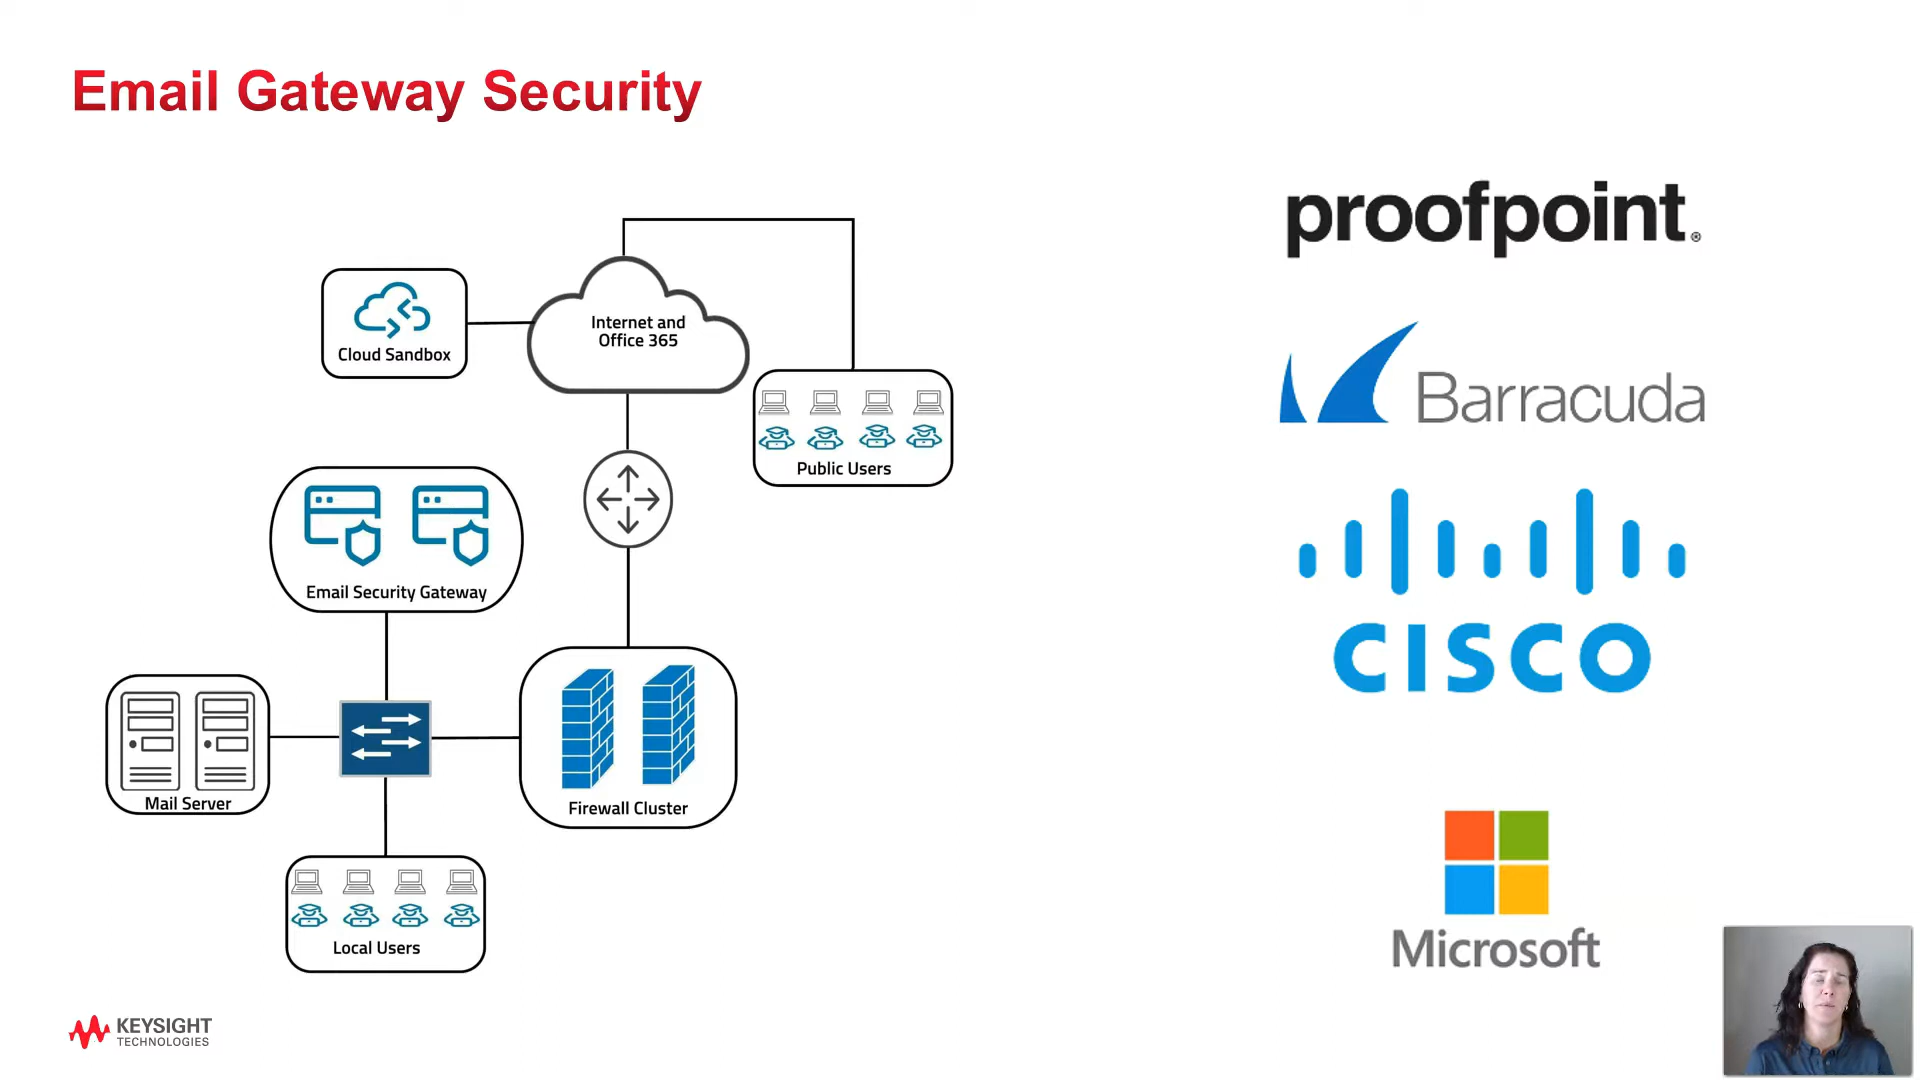 Email Gateway Security
Cloud Sandbox
Internet and
Office 365
Public Users
Email Security Gateway
Mail Server
Firewall Cluster
Local Users
proofpoint®
Barracuda
CISCO
Microsoft
KEYSIGHT
TECHNOLOGIES